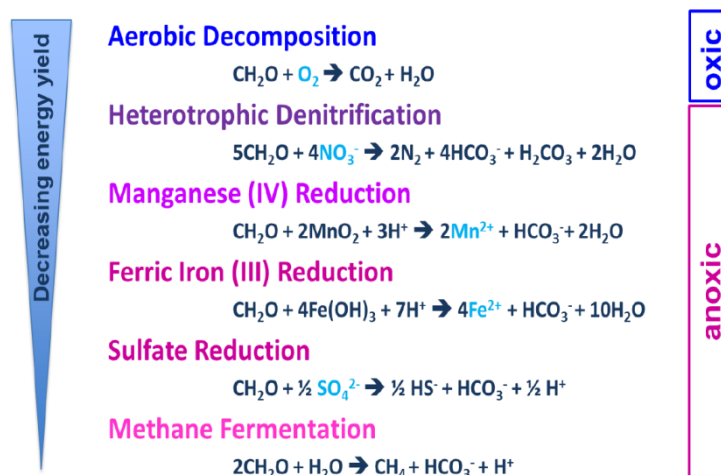 Decreasing energy yield
Aerobic Decomposition
CH₂O + O₂ ➔ CO₂ + H₂O
Heterotrophic Denitrification
5CH₂O + 4NO₃⁻ ➔ 2N₂ + 4HCO₃⁻ + H₂CO₃ + 2H₂O
Manganese (IV) Reduction
CH₂O + 2MnO₂ + 3H⁺ ➔ 2Mn²⁺ + HCO₃⁻ + 2H₂O
Ferric Iron (III) Reduction
CH₂O + 4Fe(OH)₃ + 7H⁺ ➔ 4Fe²⁺ + HCO₃⁻ + 10H₂O
Sulfate Reduction
CH₂O + ½ SO₄²⁻ ➔ ½ HS⁻ + HCO₃⁻ + ½ H⁺
Methane Fermentation
2CH₂O + H₂O ➔ CH₄ + HCO₃⁻ + H⁺
oxic
anoxic